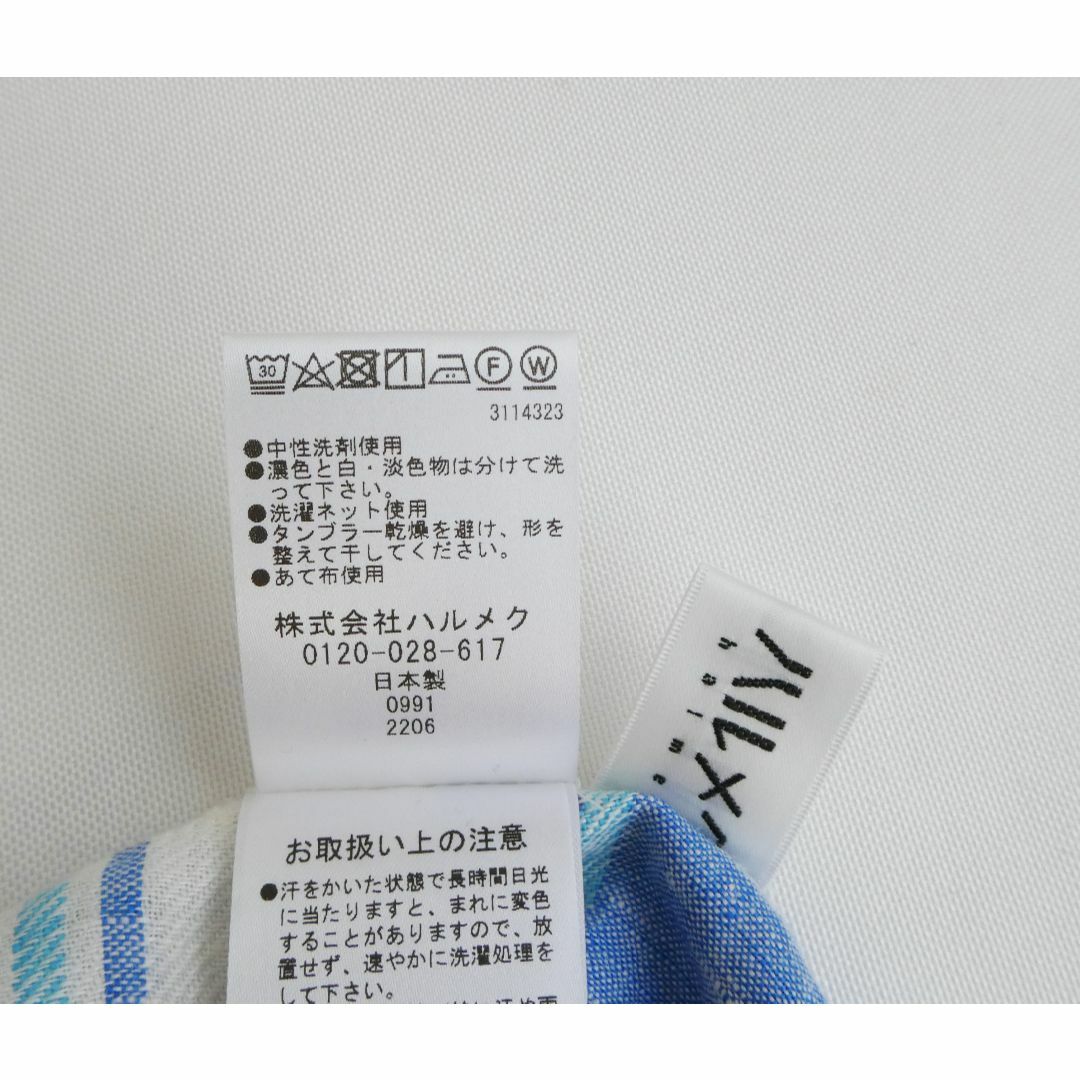 30 F W
3114323
●中性洗剤使用
●濃色と白・淡色物は分けて洗
って下さい。
●洗濯ネット使用
●タンブラー乾燥を避け、形を
整えて干してください。
●あて布使用
株式会社ハルメク
0120-028-617
日本製
0991
2206
お取扱い上の注意
●汗をかいた状態で長時間日光
に当たりますと、まれに変色
することがありますので、放
置せず、速やかに洗濯処理を
して下さい。